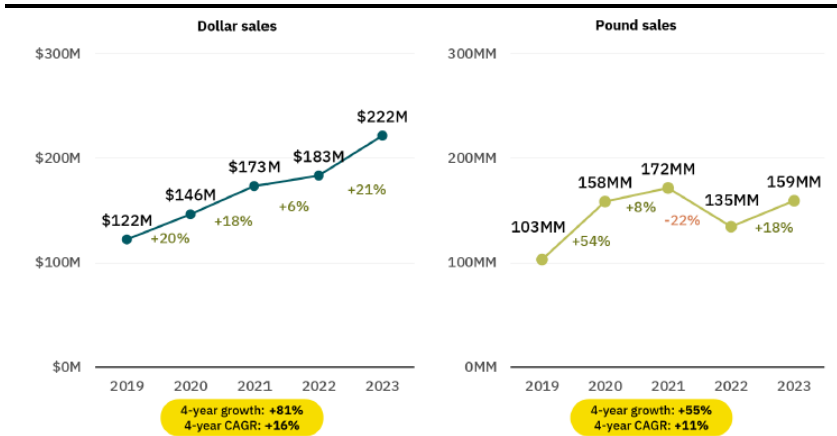 Dollar sales
$300M
$200M
$100M
$0M
$122M
$146M
$173M
$183M
$222M
+20%
+18%
+6%
+21%
2019 2020 2021 2022 2023
4-year growth: +81%
4-year CAGR: +16%
Pound sales
300MM
200MM
100MM
0MM
103MM
158MM
172MM
135MM
159MM
+54%
+8%
-22%
+18%
2019 2020 2021 2022 2023
4-year growth: +55%
4-year CAGR: +11%